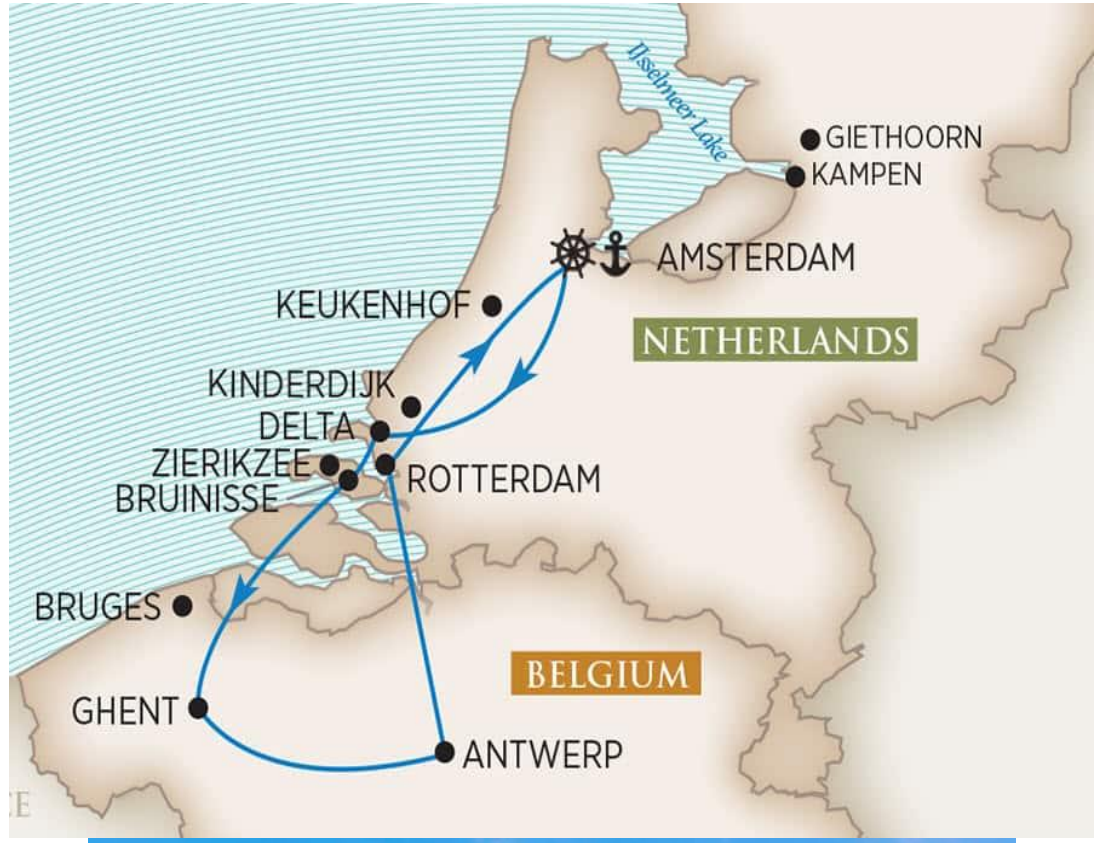 IJsselmeer Lake
GIETHOORN
KAMPEN
AMSTERDAM
KEUKENHOF
NETHERLANDS
KINDERDIJK
DELTA
ZIERIKZEE
ROTTERDAM
BRUINISSE
BRUGES
BELGIUM
GHENT
ANTWERP